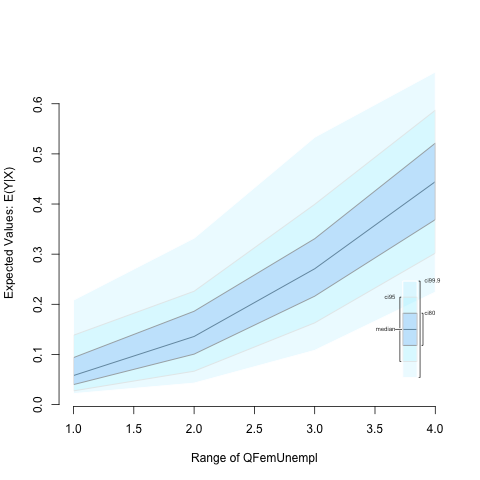 Expected Values: E(Y|X)
0.6
0.5
0.4
0.3
0.2
0.1
0.0
ci99.9
ci95
ci80
median
1.0 1.5 2.0 2.5 3.0 3.5 4.0
Range of QFemUnempl